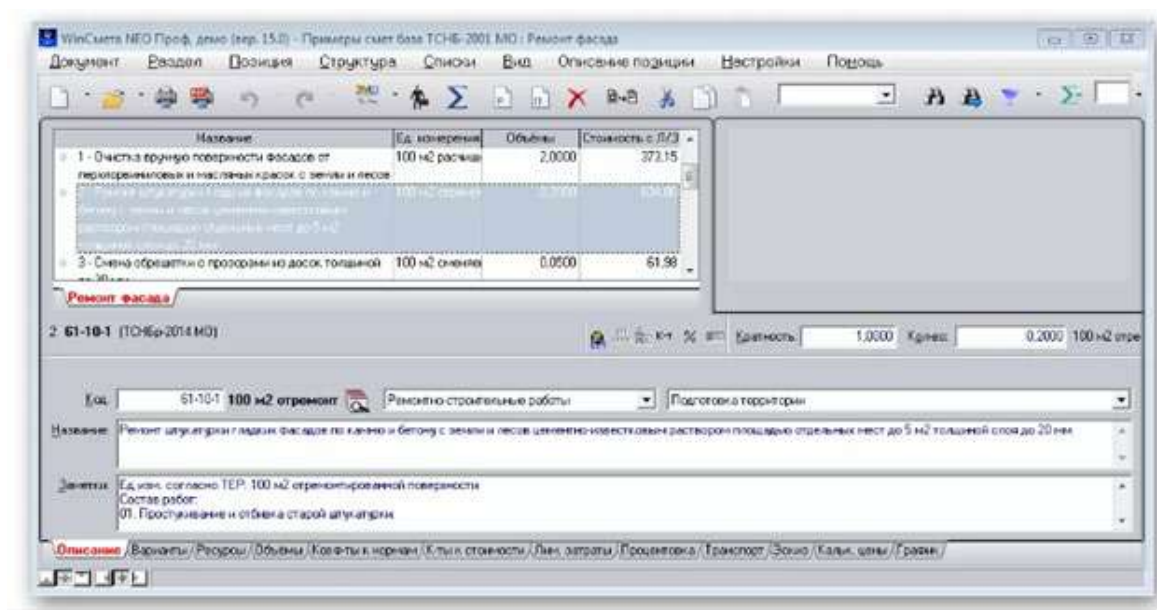 WinСмета NEO Проф, демо (вер. 15.0) - Примеры смет база ТСНБ-2001 МО : Ремонт фасада
Документ Раздел Позиция Структура Списки Вид Описание позиции Настройки Помощь
Название Ед. измерения Объёмы Стоимость с Л/З
1 - Очистка вручную поверхности фасадов от 100 м2 расчищ 2,0000 373,15
перхлорвиниловых и масляных красок с земли и лесов
3 - Смена обрешетки с прозорами из досок толщиной 100 м2 сменяе 0,0500 61,98
Ремонт фасада
2 61-10-1 (ТСНБр-2014 МО) К-т % Кратность: 1,0000 0,2000 100 м2 отре
Код: 61-10-1 100 м2 отремонт Ремонтно-строительные работы Подготовка территории
Название: Ремонт штукатурки гладких фасадов по камню и бетону с земли и лесов цементно-известковым раствором площадью отдельных мест до 5 м2 толщиной слоя до 20 мм
Заметки: Ед.изм. согласно ТЕР: 100 м2 отремонтированной поверхности
Состав работ:
01. Простукивание и отбивка старой штукатурки.
Описание Варианты Ресурсы Объёмы Коэф-ты к нормам К-ты к стоимости Лим. затраты Процентовка Транспорт Эскиз Кальк. цены График